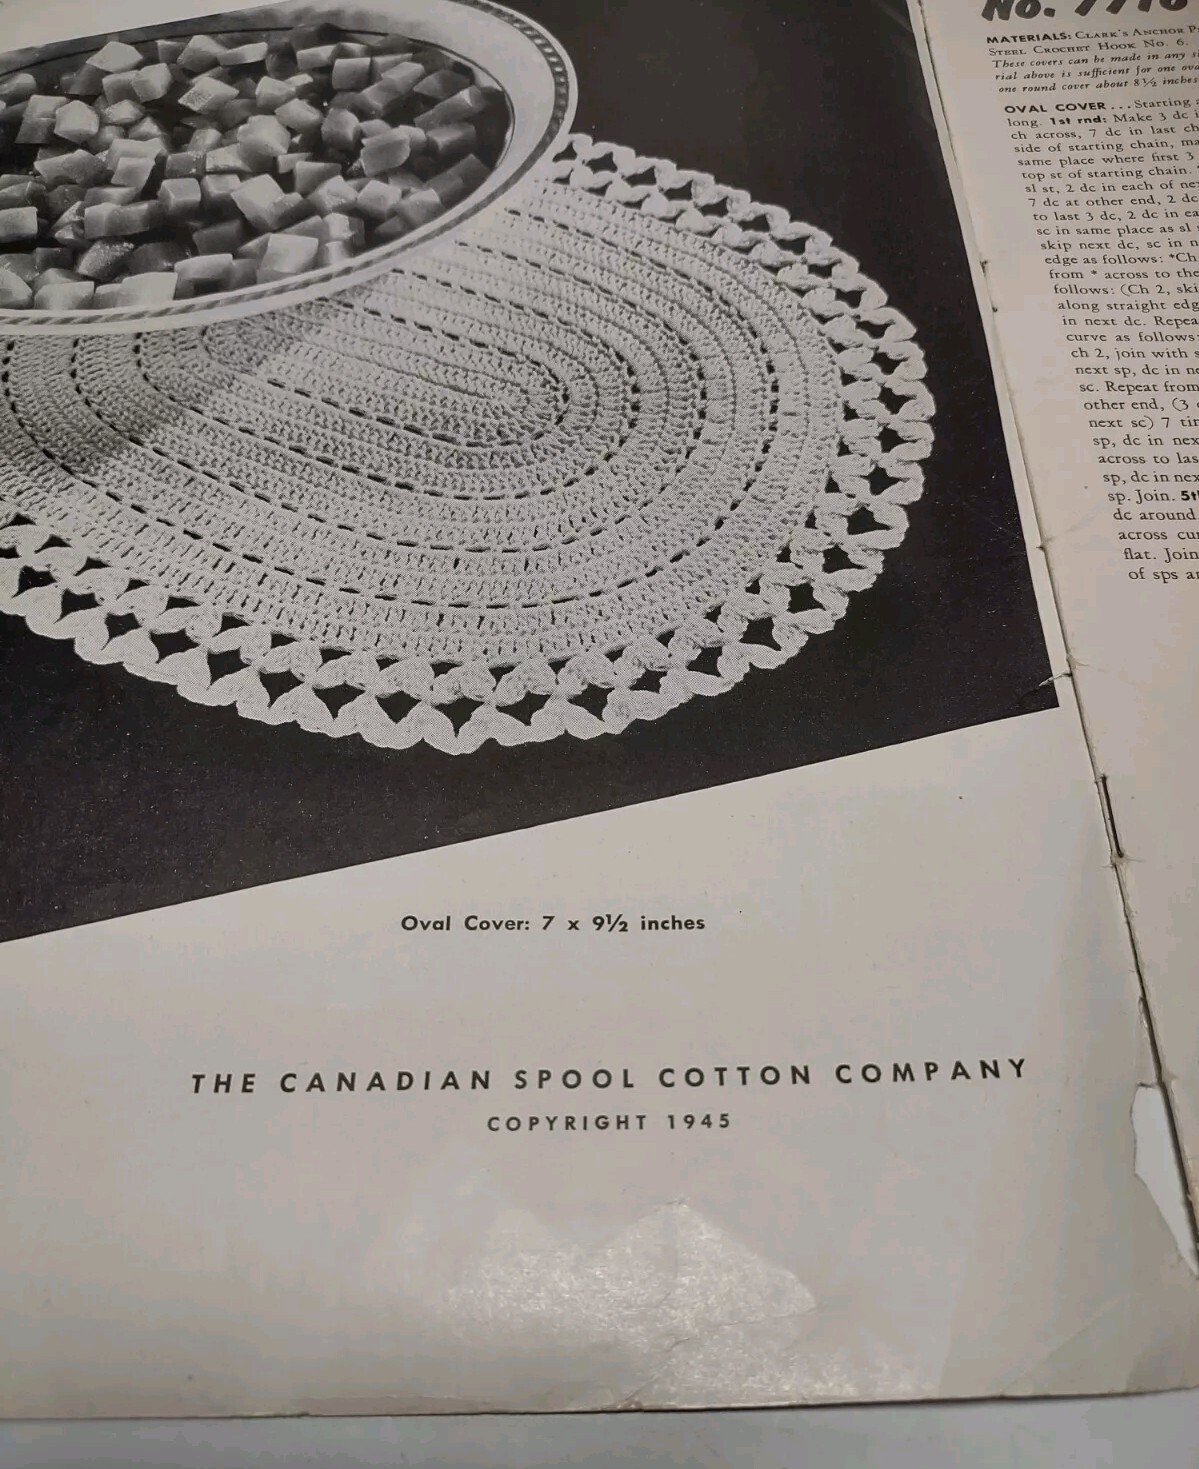 Oval Cover: 7 x 9½ inches
THE CANADIAN SPOOL COTTON COMPANY
COPYRIGHT 1945
No.
MATERIALS: CLARK'S ANCHOR
STEEL CROCHET HOOK No. 6.
These covers can be made in any
rial above is sufficient for one
one round cover about 8½ inches
OVAL COVER . . . Starting
long. 1st rnd: Make 3 dc
ch across, 7 dc in last ch
side of starting chain,
same place where first 3
top st of starting chain.
sl st, 2 dc in each of
7 dc at other end, 2 dc
to last 3 dc, 2 dc in
sc in same place as sl
skip next dc, sc in
edge as follows: *Ch
from * across to the
follows: (Ch 2,
along straight
in next dc.
curve as follows:
ch 2, join with
next sp, dc in
sc. Repeat from
other end, (3
next sc) 7
sp, dc in
across to
sp, dc in
sp. Join.
dc around
across
flat.
of sps